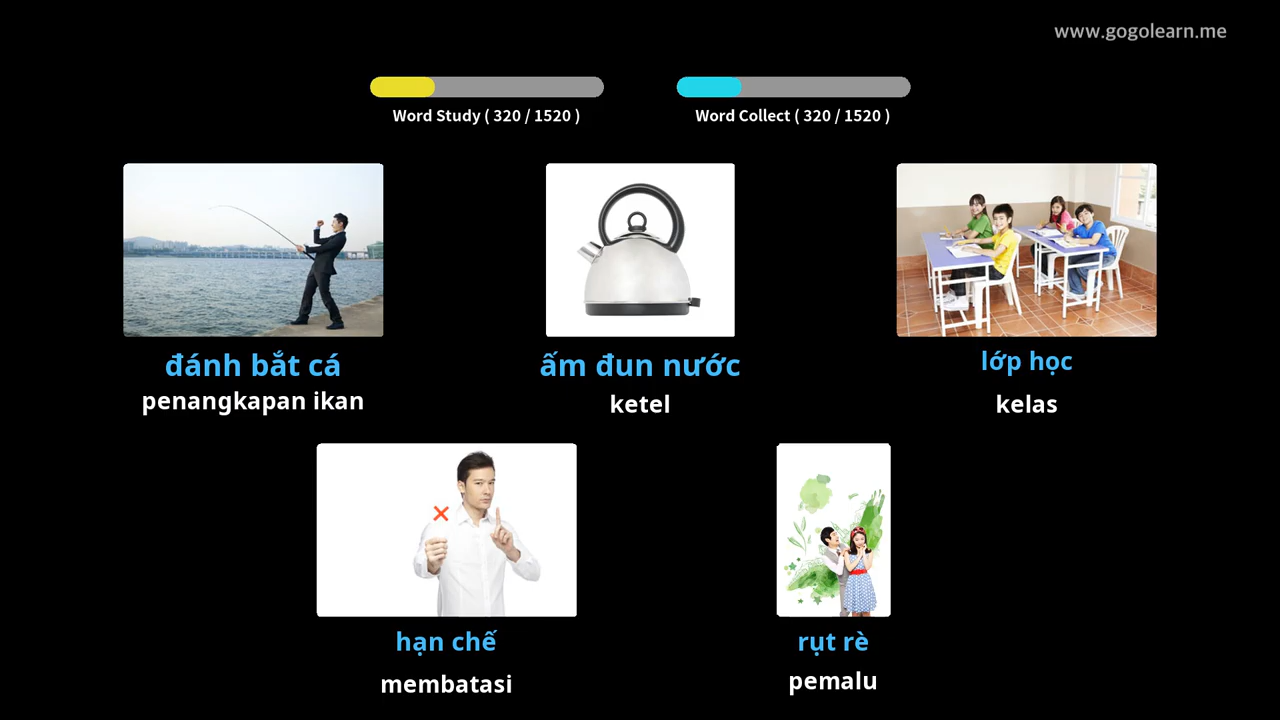 www.gogolearn.me
Word Study ( 320 / 1520 )
Word Collect ( 320 / 1520 )
đánh bắt cá
penangkapan ikan
ấm đun nước
ketel
lớp học
kelas
hạn chế
membatasi
rụt rè
pemalu